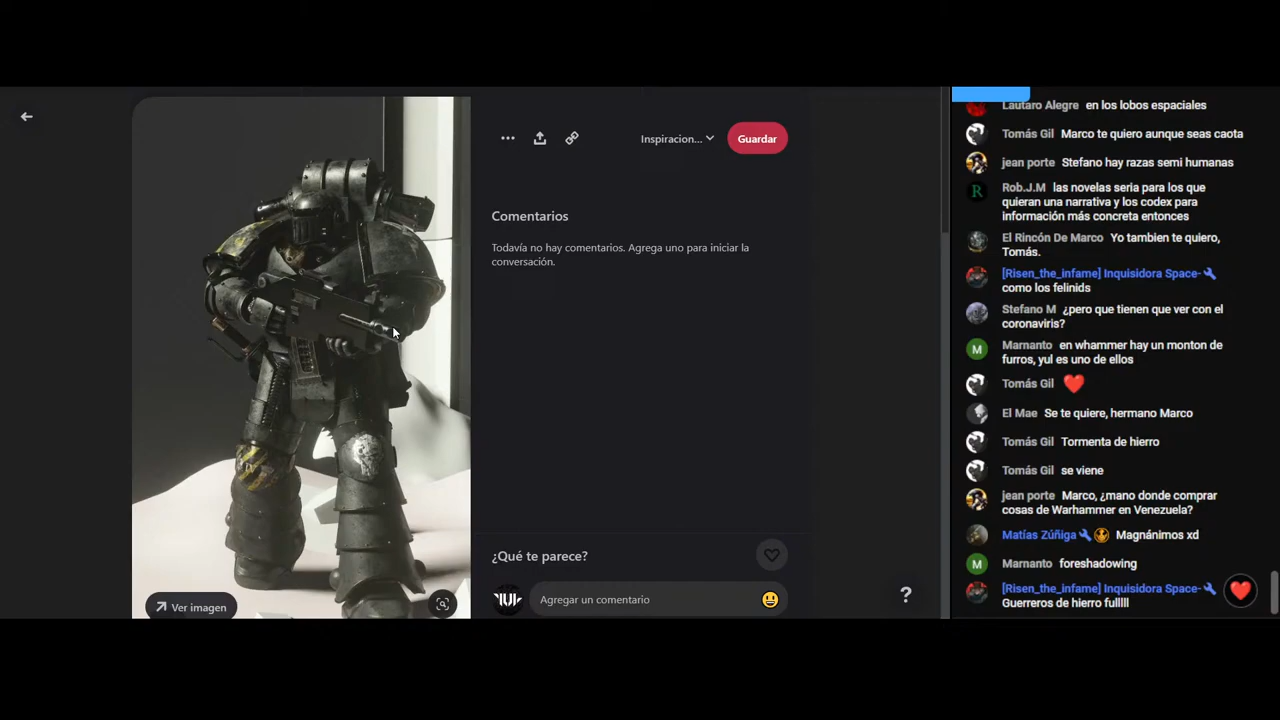 Inspiracion...
Guardar
Comentarios
Todavía no hay comentarios. Agrega uno para iniciar la
conversación.
¿Qué te parece?
Agregar un comentario
Ver imagen
?
Lautaro Alegre en los lobos espaciales
Tomás Gil Marco te quiero aunque seas caota
jean porte Stefano hay razas semi humanas
R
Rob.J.M las novelas seria para los que
quieran una narrativa y los codex para
información más concreta entonces
El Rincón De Marco Yo tambien te quiero,
Tomás.
[Risen_the_infame] Inquisidora Space-
como los felinids
Stefano M ¿pero que tienen que ver con el
coronaviris?
M
Marnanto en whammer hay un monton de
furros, yul es uno de ellos
Tomás Gil ❤️
El Mae Se te quiere, hermano Marco
Tomás Gil Tormenta de hierro
Tomás Gil se viene
jean porte Marco, ¿mano donde comprar
cosas de Warhammer en Venezuela?
Matías Zúñiga Magnánimos xd
M
Marnanto foreshadowing
[Risen_the_infame] Inquisidora Space-
Guerreros de hierro fulllll